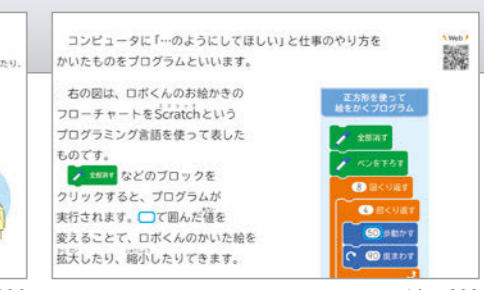 たり、
コンピュータに「…のようにしてほしい」と仕事のやり方を
かいたものをプログラムといいます。
右の図は、ロボくんのお絵かきの
フローチャートをScratchという
プログラミング言語を使って表した
ものです。
全部消す などのブロックを
クリックすると、プログラムが
実行されます。で囲んだ値を
変えることで、ロボくんのかいた絵を
拡大したり、縮小したりできます。
Web
正方形を使って
絵をかくプログラム
全部消す
ペンを下ろす
8 回くり返す
4 回くり返す
50 歩動かす
90 度まわす